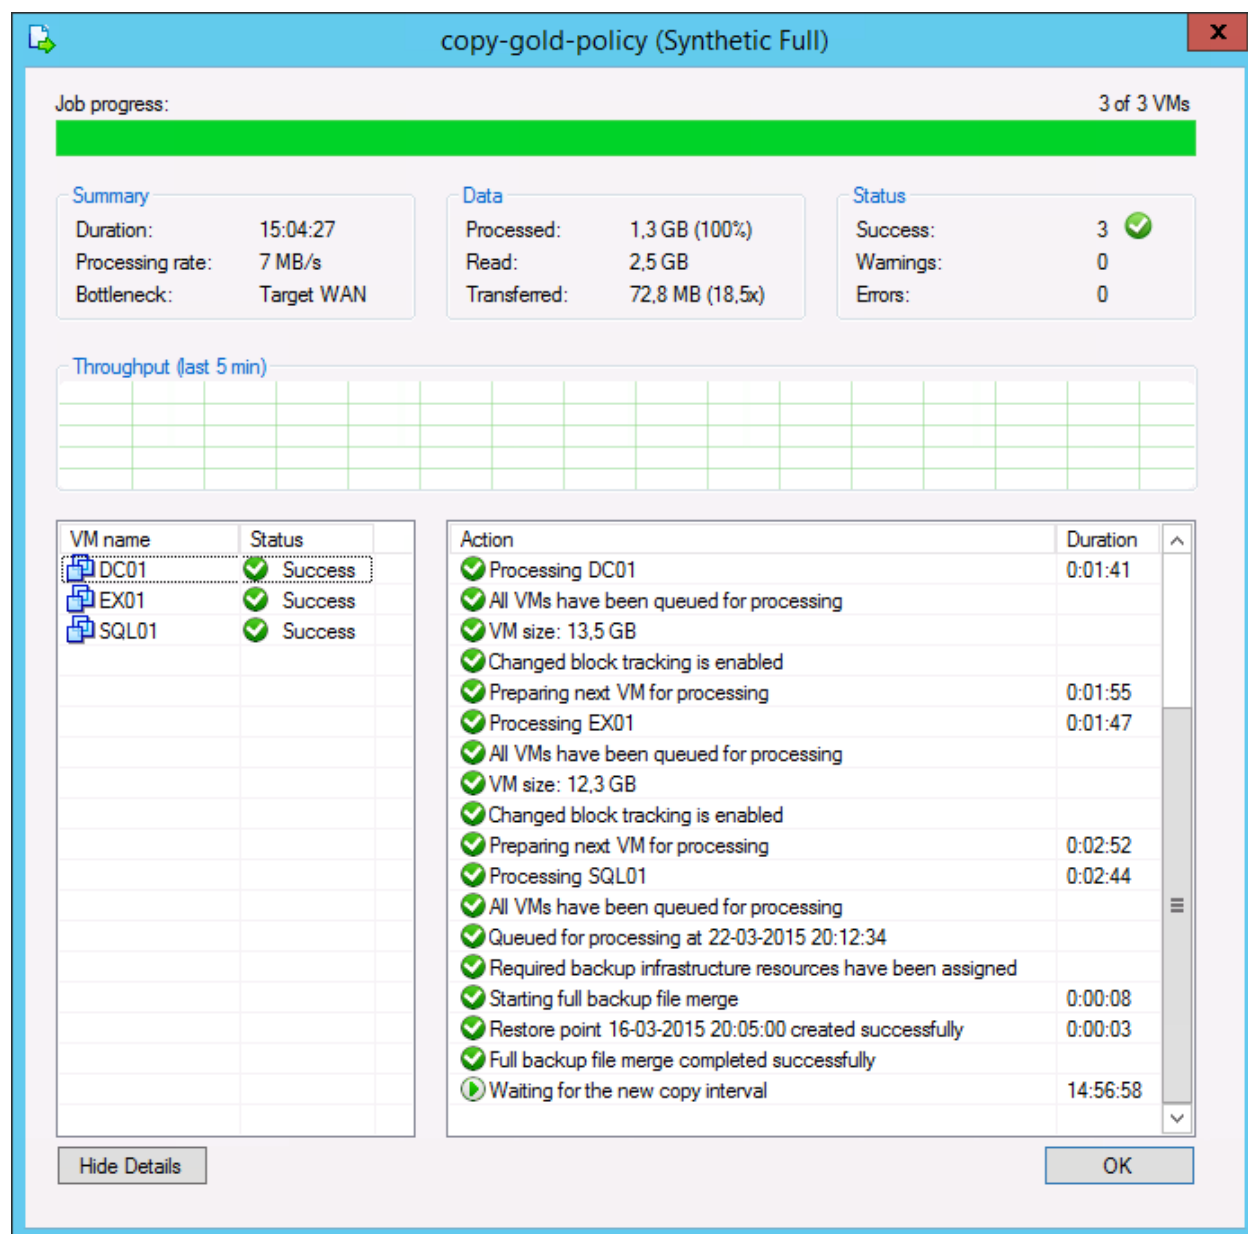 copy-gold-policy (Synthetic Full)
x
Job progress: 3 of 3 VMs
Summary
Duration: 15:04:27
Processing rate: 7 MB/s
Bottleneck: Target WAN
Data
Processed: 1,3 GB (100%)
Read: 2,5 GB
Transferred: 72,8 MB (18,5x)
Status
Success: 3
Warnings: 0
Errors: 0
Throughput (last 5 min)
VM name Status
DC01 Success
EX01 Success
SQL01 Success
Action Duration
Processing DC01 0:01:41
All VMs have been queued for processing
VM size: 13,5 GB
Changed block tracking is enabled
Preparing next VM for processing 0:01:55
Processing EX01 0:01:47
All VMs have been queued for processing
VM size: 12,3 GB
Changed block tracking is enabled
Preparing next VM for processing 0:02:52
Processing SQL01 0:02:44
All VMs have been queued for processing
Queued for processing at 22-03-2015 20:12:34
Required backup infrastructure resources have been assigned
Starting full backup file merge 0:00:08
Restore point 16-03-2015 20:05:00 created successfully 0:00:03
Full backup file merge completed successfully
Waiting for the new copy interval 14:56:58
Hide Details
OK